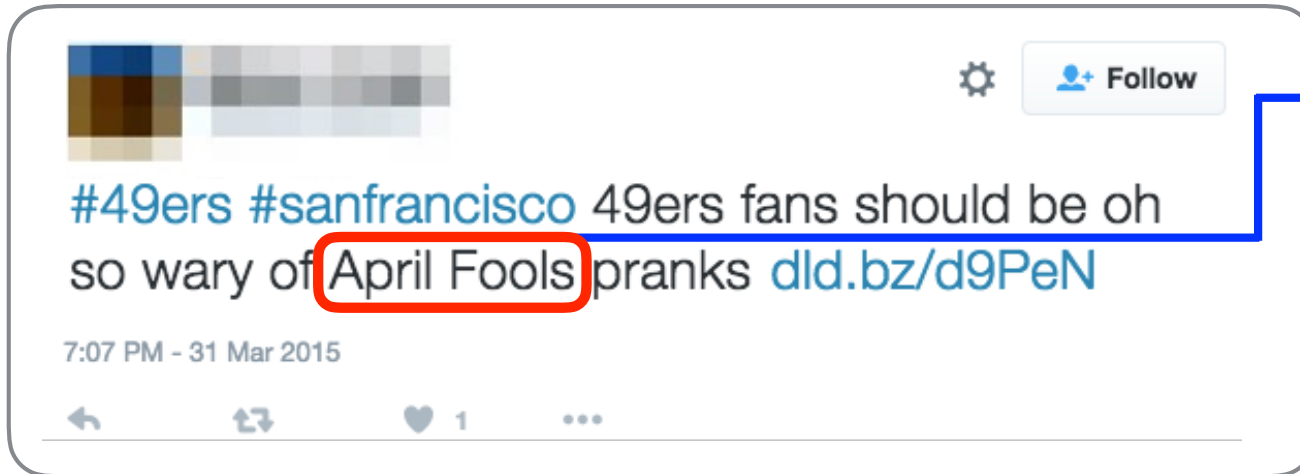 Follow
#49ers #sanfrancisco 49ers fans should be oh
so wary of April Fools pranks dld.bz/d9PeN
7:07 PM - 31 Mar 2015
1